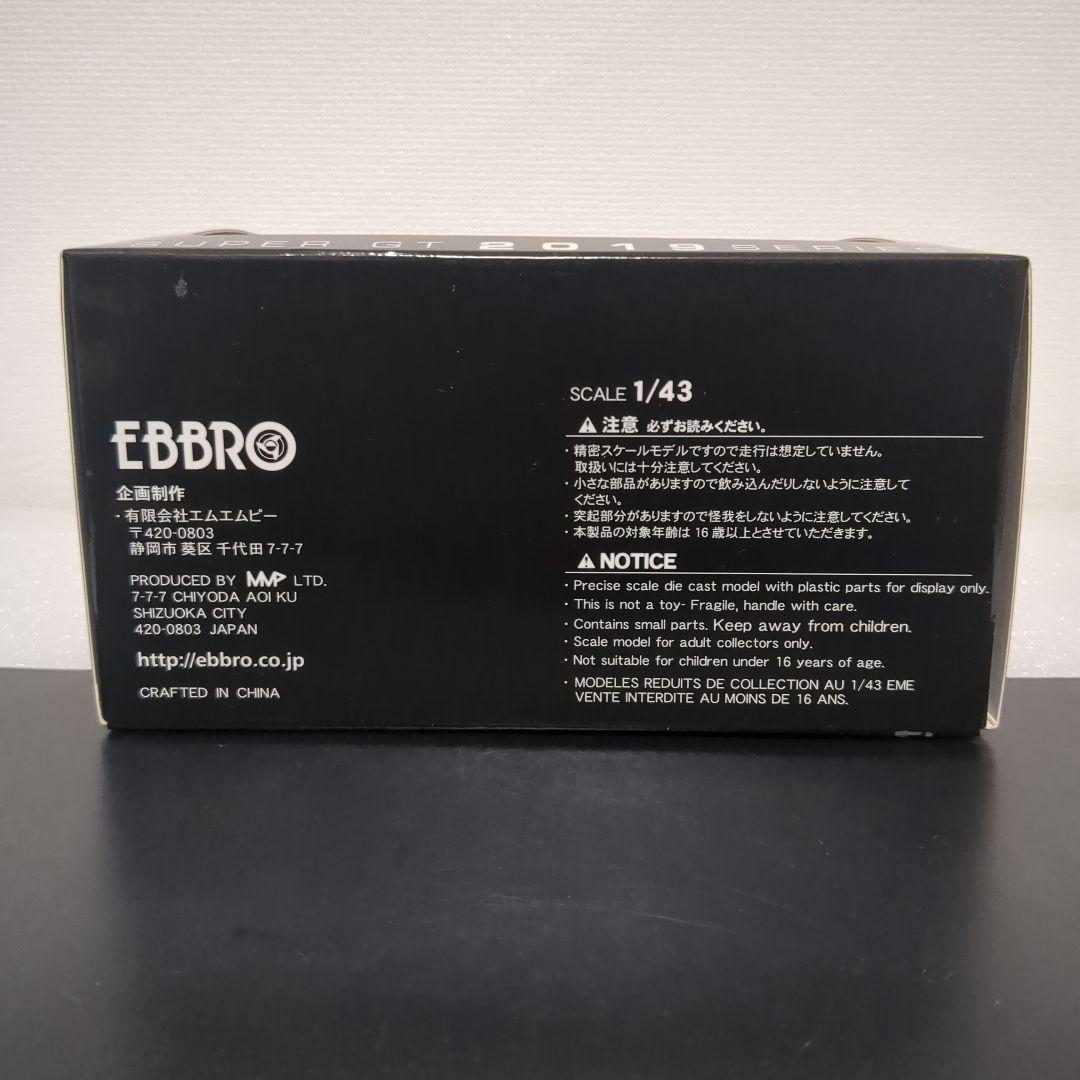 SUPER GT 2019 SERIES
EBBRO
企画制作
・有限会社エムエムピー
〒420-0803
静岡市 葵区 千代田 7-7-7
PRODUCED BY MMP LTD.
7-7-7 CHIYODA AOI KU
SHIZUOKA CITY
420-0803 JAPAN
http://ebbro.co.jp
CRAFTED IN CHINA
SCALE 1/43
注意 必ずお読みください。
・精密スケールモデルですので走行は想定していません。
取扱いには十分注意してください。
・小さな部品がありますので飲み込んだりしないように注意して
ください。
・突起部分がありますので怪我をしないように注意してください。
・本製品の対象年齢は 16 歳以上とさせていただきます。
NOTICE
・Precise scale die cast model with plastic parts for display only.
・This is not a toy- Fragile, handle with care.
・Contains small parts. Keep away from children.
・Scale model for adult collectors only.
・Not suitable for children under 16 years of age.
・MODELES REDUITS DE COLLECTION AU 1/43 EME
VENTE INTERDITE AU MOINS DE 16 ANS.